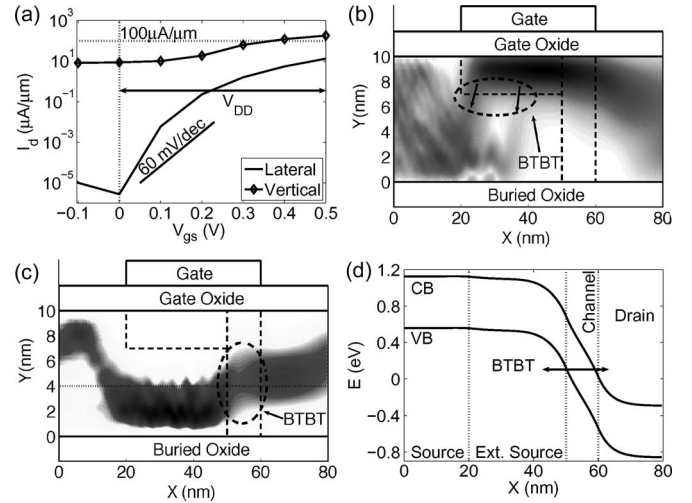 (a)
I_d (μA/μm)
10^1
10^-1
10^-3
10^-5
100μA/μm
V_DD
60 mV/dec
Lateral
Vertical
-0.1 0 0.1 0.2 0.3 0.4 0.5
V_gs (V)
(b)
Gate
Gate Oxide
Y(nm)
10
8
6
4
2
0
BTBT
Buried Oxide
0 20 40 60 80
X (nm)
(c)
Gate
Gate Oxide
Y(nm)
10
8
6
4
2
0
BTBT
Buried Oxide
0 20 40 60 80
X (nm)
(d)
E (eV)
1.2
0.8
0.4
0
-0.4
-0.8
CB
VB
Channel
Drain
BTBT
Source
Ext. Source
0 20 40 60 80
X (nm)